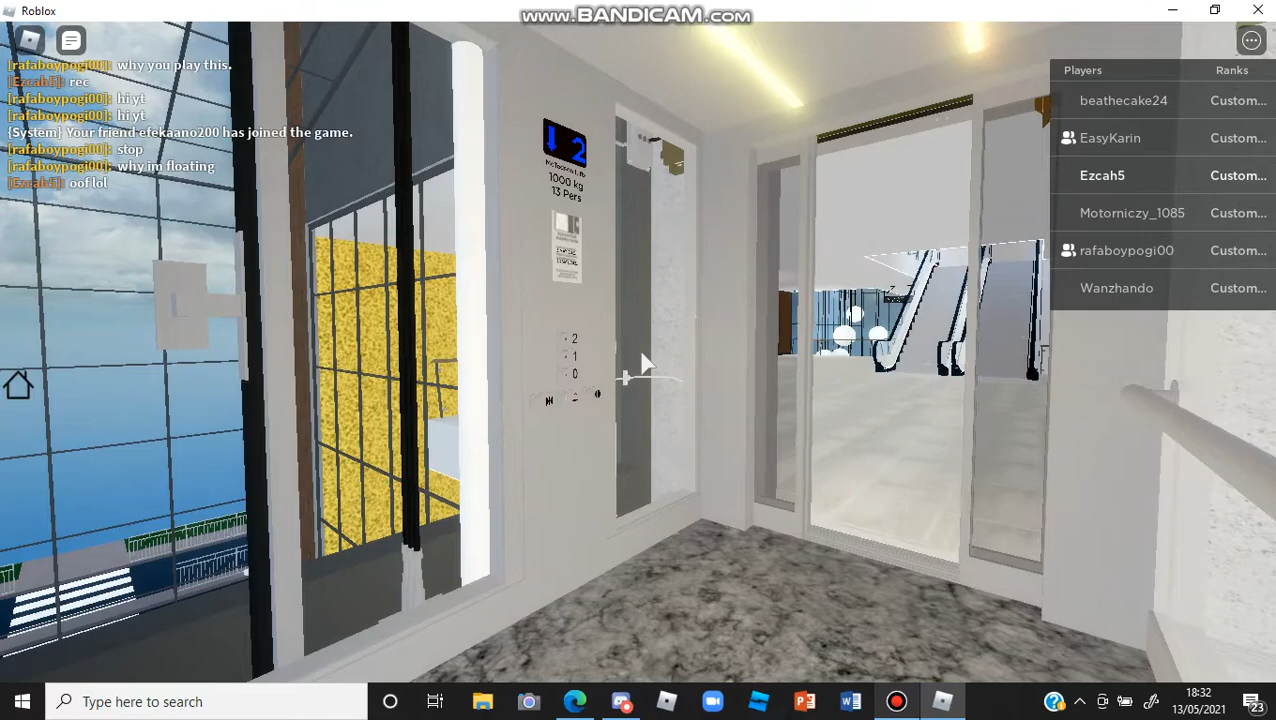 Roblox
www.BANDICAM.com
[rafaboypogi00]: why you play this.
[Ezcah5]: rec
[rafaboypogi00]: hi yt
[rafaboypogi00]: hi yt
{System} Your friend efekaano200 has joined the game.
[rafaboypogi00]: stop
[rafaboypogi00]: why im floating
[Ezcah5]: oof lol
Players Ranks
beathecake24 Custom...
EasyKarin Custom...
Ezcah5 Custom...
Motorniczy_1085 Custom...
rafaboypogi00 Custom...
Wanzhando Custom...
2
1000 kg
13 Pers
2
1
0
Type here to search
18:32
13/05/2021
23